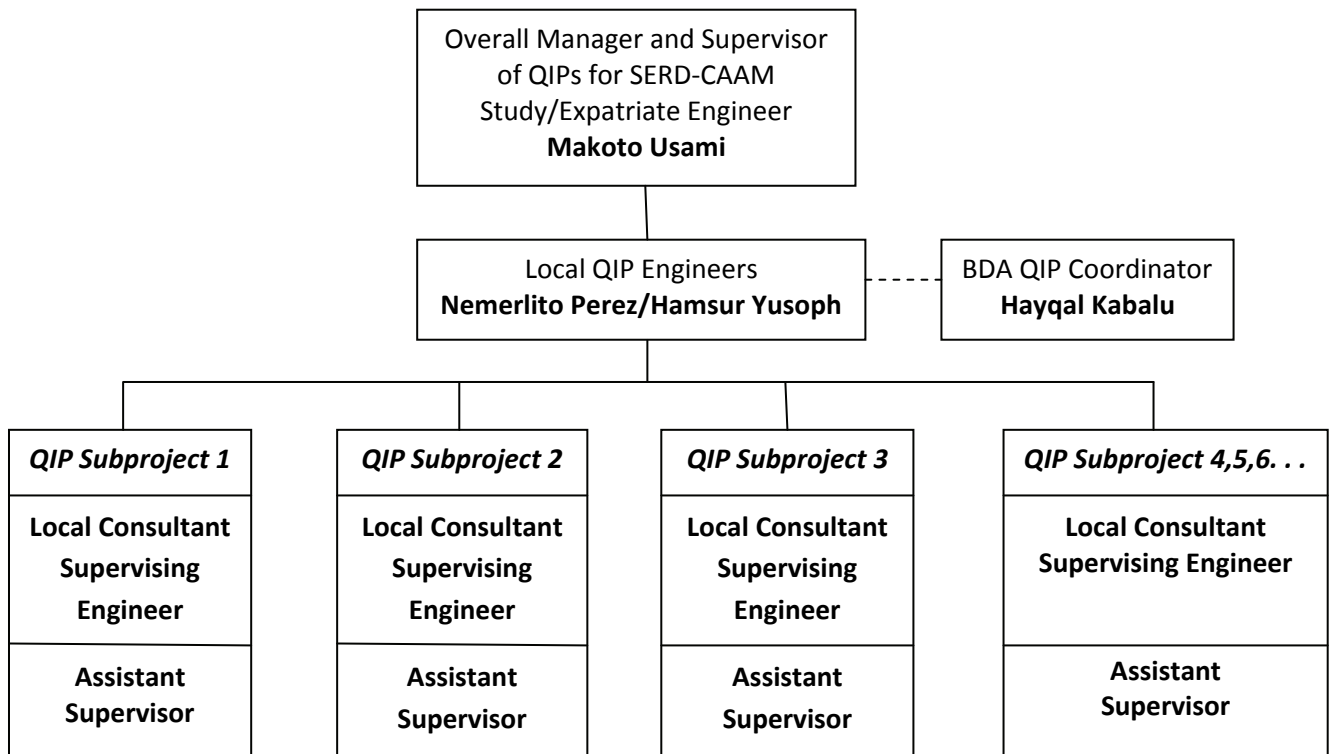 Overall Manager and Supervisor
of QIPs for SERD-CAAM
Study/Expatriate Engineer
Makoto Usami
Local QIP Engineers
Nemerlito Perez/Hamsur Yusoph
BDA QIP Coordinator
Hayqal Kabalu
QIP Subproject 1
Local Consultant
Supervising
Engineer
Assistant
Supervisor
QIP Subproject 2
Local Consultant
Supervising
Engineer
Assistant
Supervisor
QIP Subproject 3
Local Consultant
Supervising
Engineer
Assistant
Supervisor
QIP Subproject 4,5,6. . .
Local Consultant
Supervising Engineer
Assistant
Supervisor